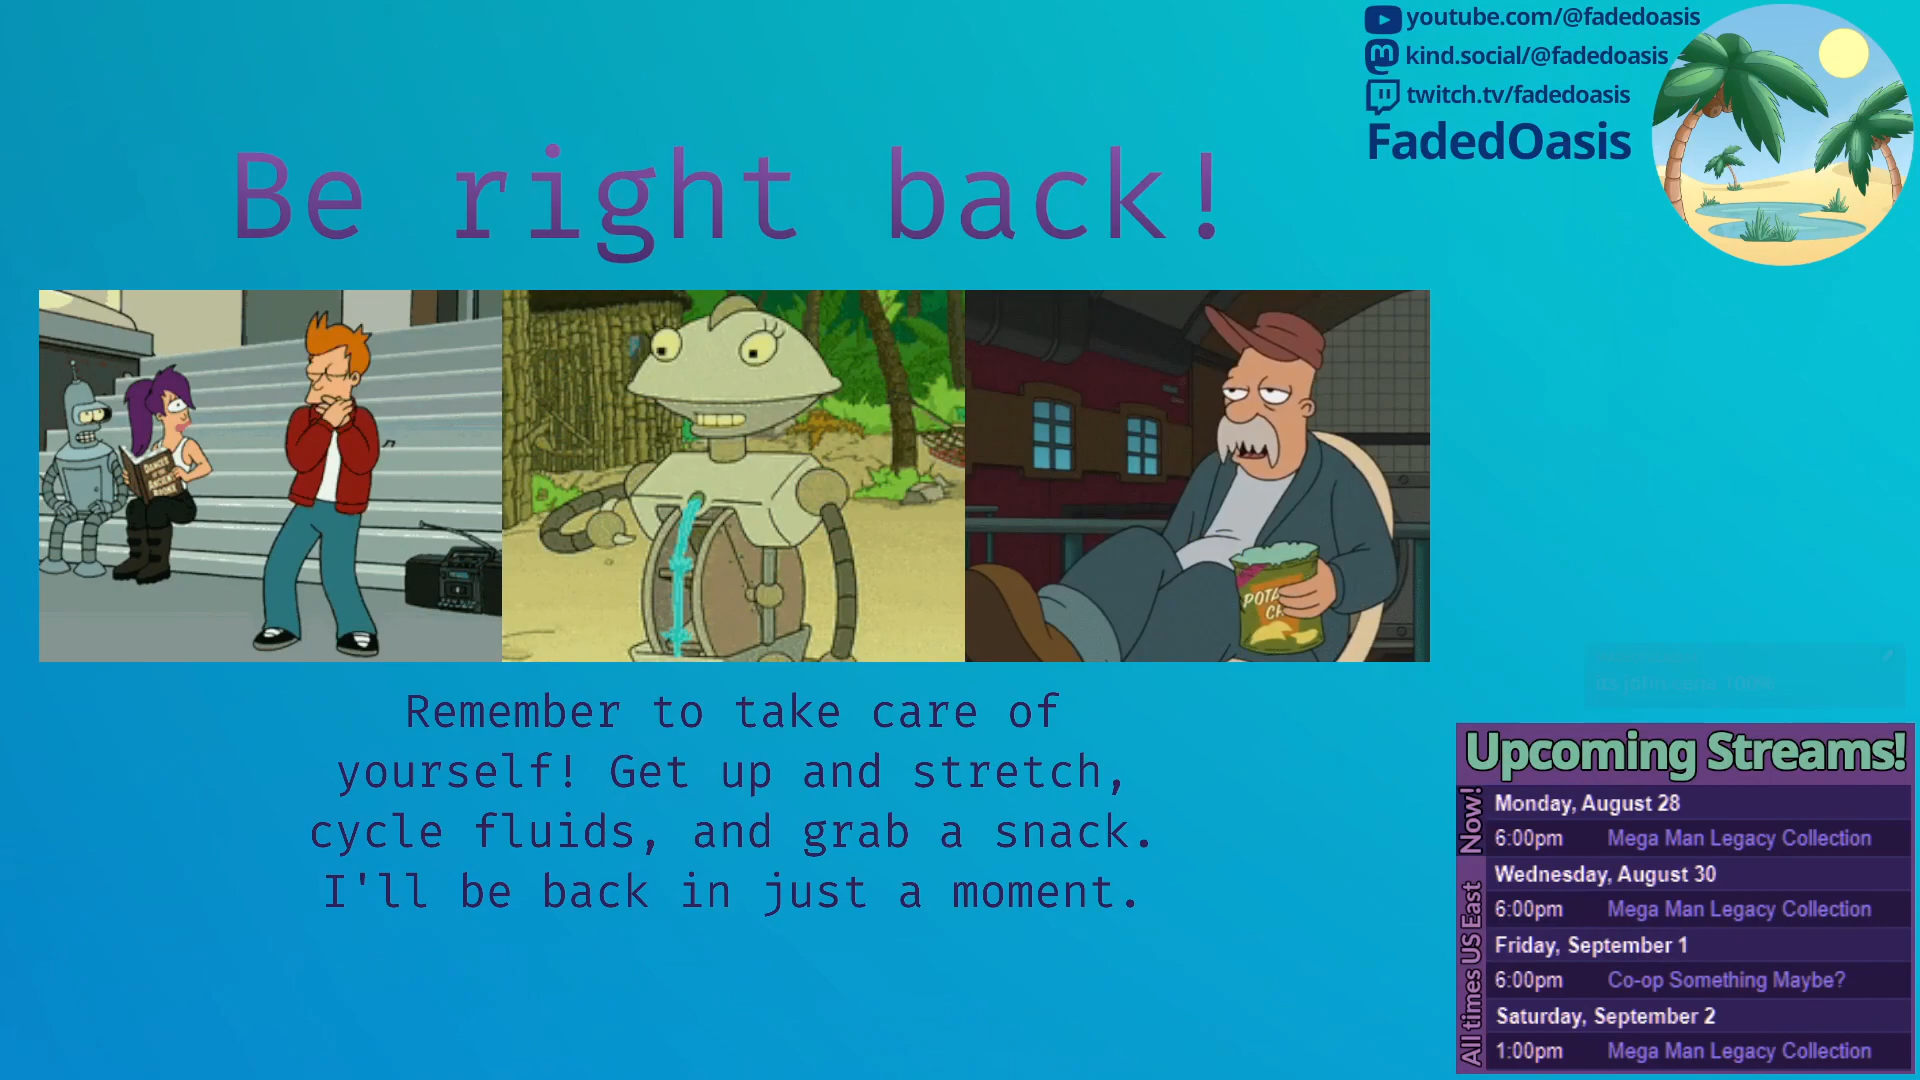 youtube.com/@fadedoasis
kind.social/@fadedoasis
twitch.tv/fadedoasis
FadedOasis
Be right back!
POTA
CH
Remember to take care of
yourself! Get up and stretch,
cycle fluids, and grab a snack.
I'll be back in just a moment.
Upcoming Streams!
Now!
Monday, August 28
6:00pm Mega Man Legacy Collection
All times US East
Wednesday, August 30
6:00pm Mega Man Legacy Collection
Friday, September 1
6:00pm Co-op Something Maybe?
Saturday, September 2
1:00pm Mega Man Legacy Collection